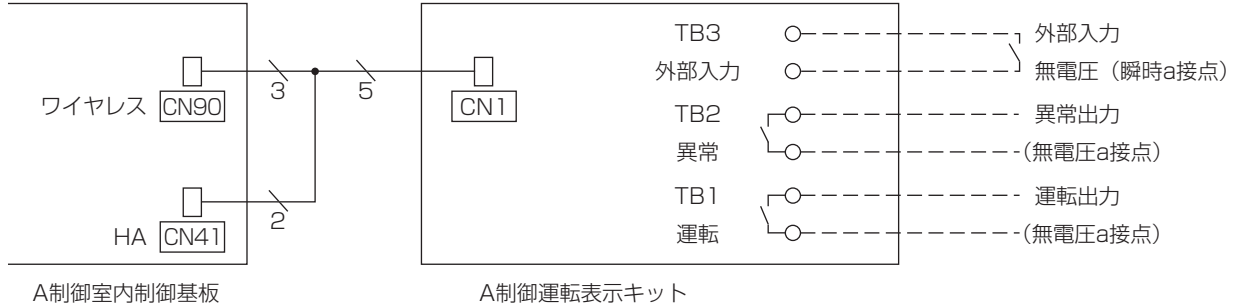 TB3 外部入力
外部入力 無電圧（瞬時a接点）
3 5
ワイヤレス CN90 CN1
TB2 異常出力
異常 (無電圧a接点)
TB1 運転出力
2
HA CN41 運転 (無電圧a接点)
A制御室内制御基板 A制御運転表示キット